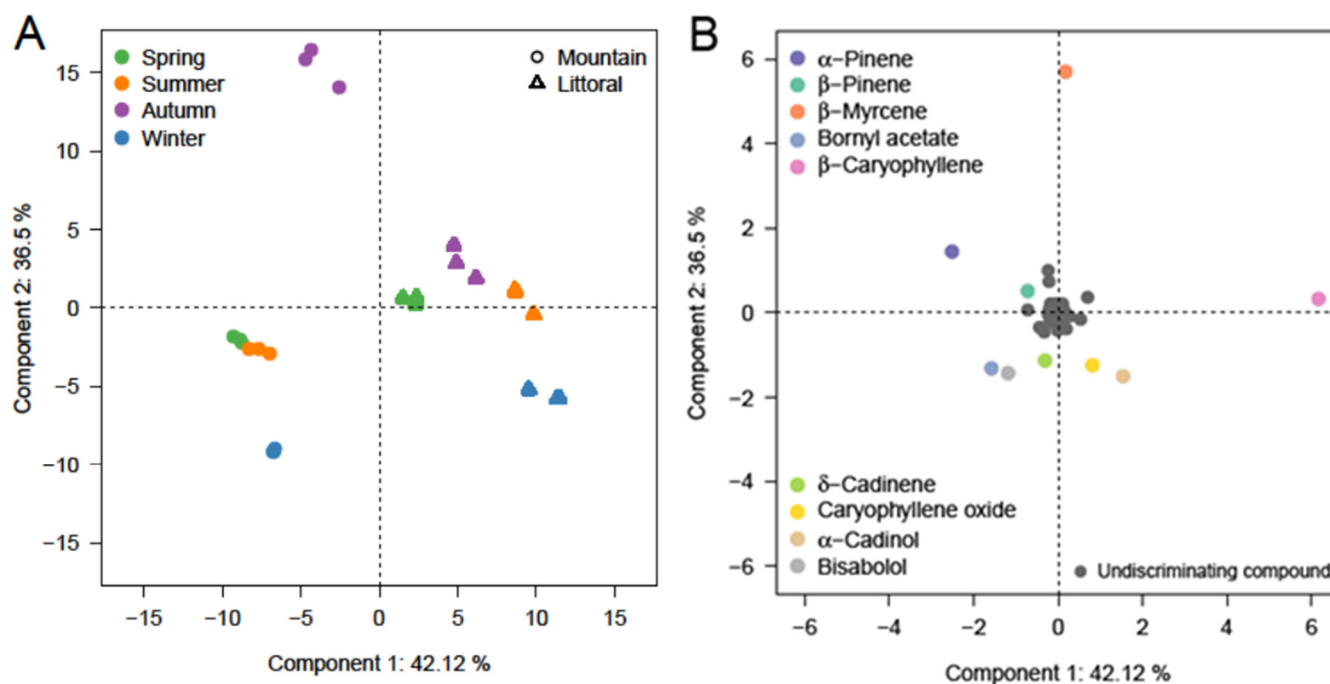 A
Spring
Summer
Autumn
Winter
Mountain
Littoral
15
10
5
0
−5
−10
−15
Component 2: 36.5 %
−15 −10 −5 0 5 10 15
Component 1: 42.12 %
B
α−Pinene
β−Pinene
β−Myrcene
Bornyl acetate
β−Caryophyllene
δ−Cadinene
Caryophyllene oxide
α−Cadinol
Bisabolol
Undiscriminating compound
6
4
2
0
−2
−4
−6
Component 2: 36.5 %
−6 −4 −2 0 2 4 6
Component 1: 42.12 %